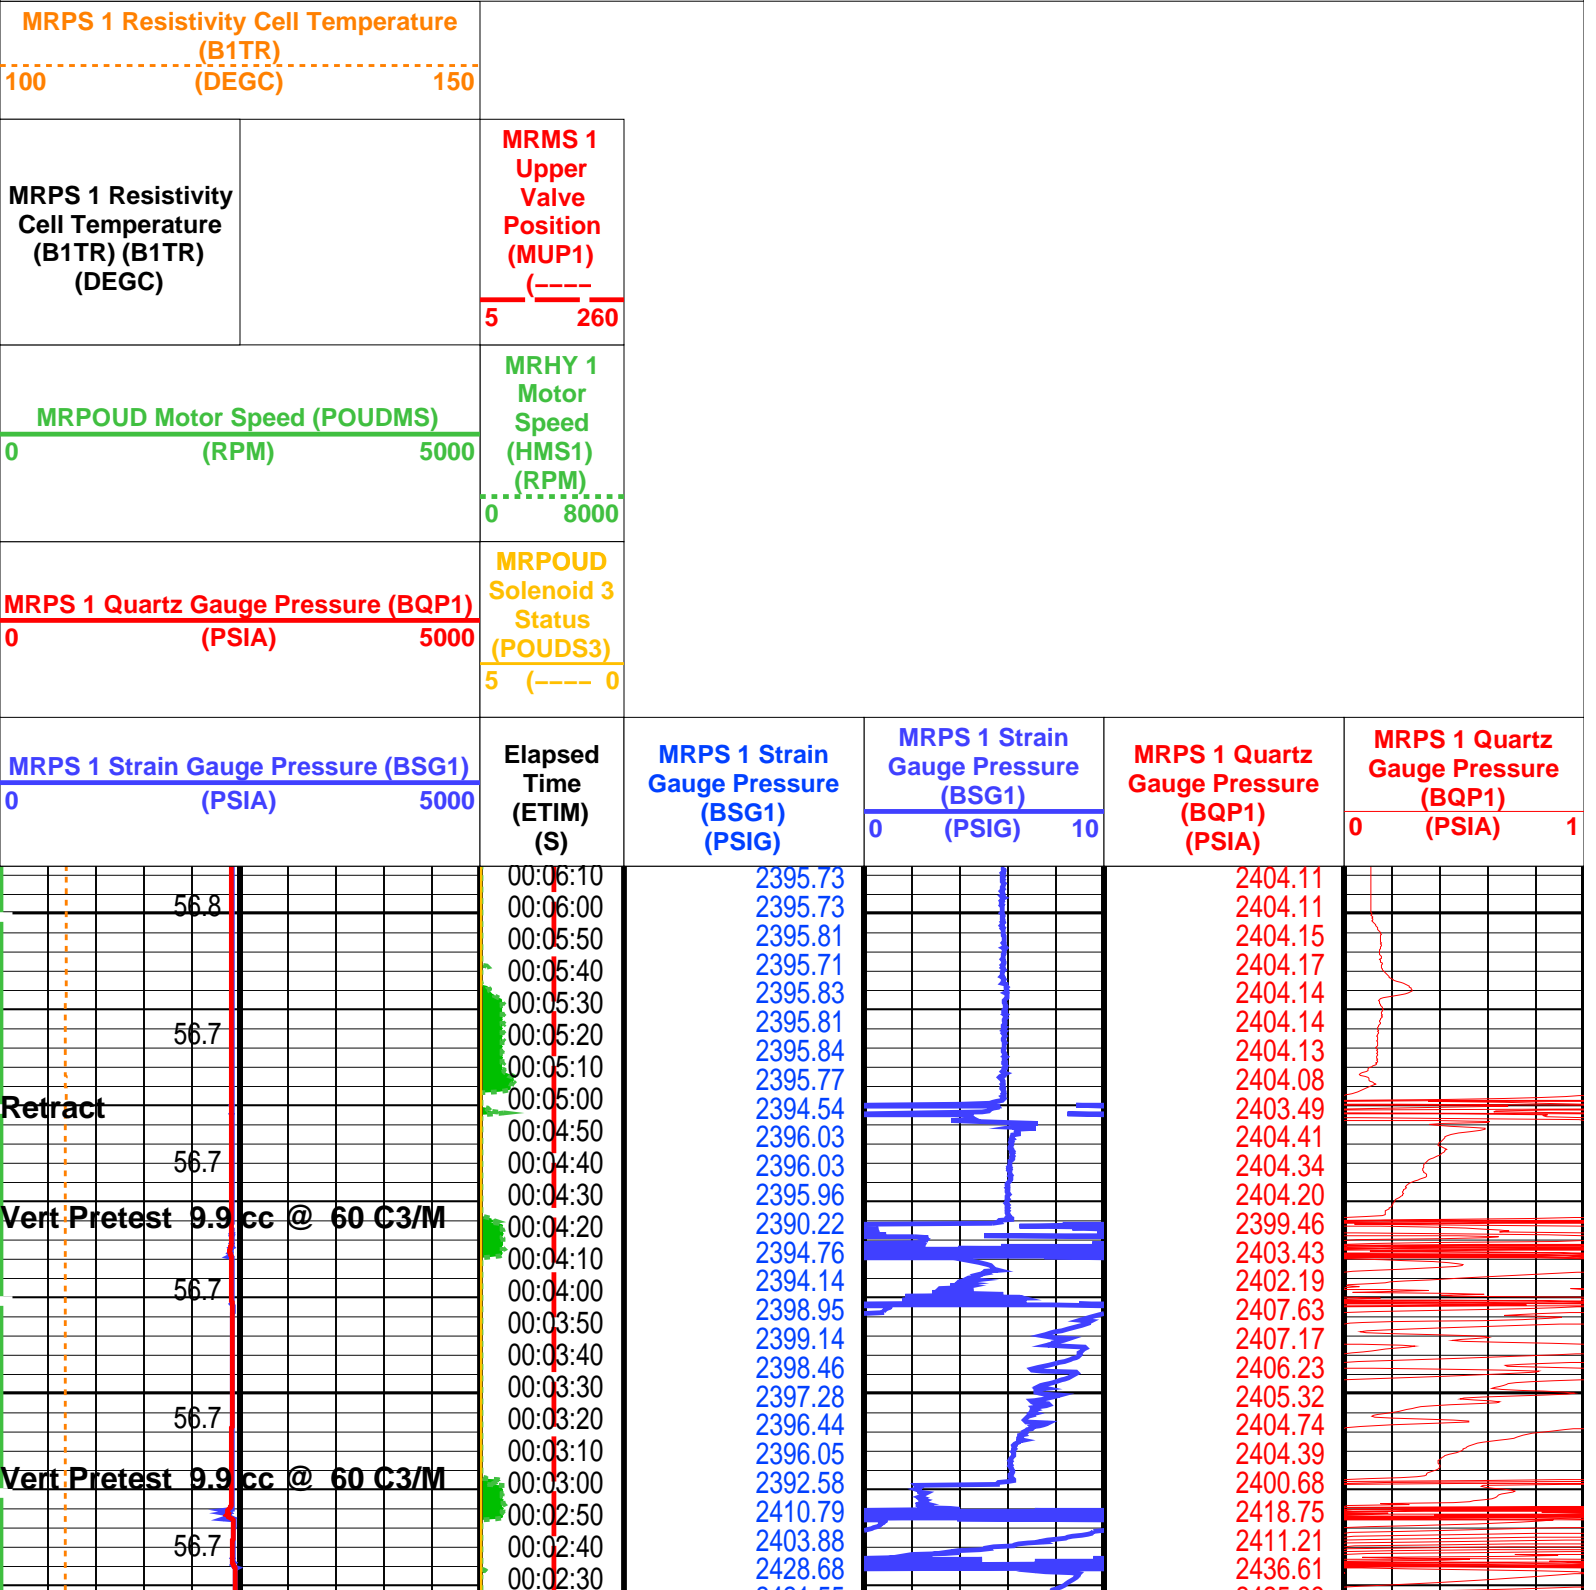 MRPS 1 Resistivity Cell Temperature
(B1TR)
100 (DEGC) 150
MRPS 1 Resistivity
Cell Temperature
(B1TR) (B1TR)
(DEGC)
MRMS 1
Upper
Valve
Position
(MUP1)
(----
5 260
MRPOUD Motor Speed (POUDMS)
0 (RPM) 5000
MRHY 1
Motor
Speed
(HMS1)
(RPM)
0 8000
MRPS 1 Quartz Gauge Pressure (BQP1)
0 (PSIA) 5000
MRPOUD
Solenoid 3
Status
(POUDS3)
5 (---- 0
MRPS 1 Strain Gauge Pressure (BSG1)
0 (PSIA) 5000
Elapsed
Time
(ETIM)
(S)
MRPS 1 Strain
Gauge Pressure
(BSG1)
(PSIG)
MRPS 1 Strain
Gauge Pressure
(BSG1)
0 (PSIG) 10
MRPS 1 Quartz
Gauge Pressure
(BQP1)
(PSIA)
MRPS 1 Quartz
Gauge Pressure
(BQP1)
0 (PSIA) 1
00:06:10 2395.73 2404.11
56.8 00:06:00 2395.73 2404.11
00:05:50 2395.81 2404.15
00:05:40 2395.71 2404.17
00:05:30 2395.83 2404.14
56.7 00:05:20 2395.81 2404.14
00:05:10 2395.84 2404.13
00:05:00 2395.77 2404.08
Retract 2394.54 2403.49
00:04:50 2396.03 2404.41
56.7 00:04:40 2396.03 2404.34
00:04:30 2395.96 2404.20
Vert Pretest 9.9 cc @ 60 C3/M 00:04:20 2390.22 2399.46
00:04:10 2394.76 2403.43
56.7 00:04:00 2394.14 2402.19
2398.95 2407.63
00:03:50 2399.14 2407.17
00:03:40 2398.46 2406.23
00:03:30 2397.28 2405.32
56.7 00:03:20 2396.44 2404.74
00:03:10 2396.05 2404.39
Vert Pretest 9.9 cc @ 60 C3/M 00:03:00 2392.58 2400.68
00:02:50 2410.79 2418.75
56.7 00:02:40 2403.88 2411.21
00:02:30 2428.68 2436.61